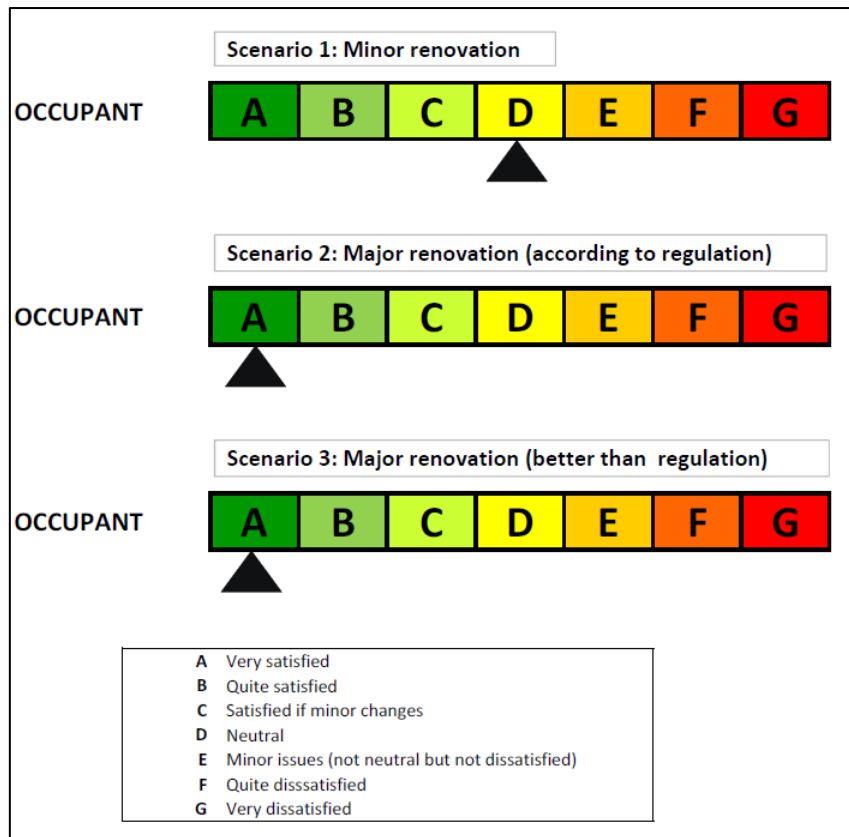 Scenario 1: Minor renovation
OCCUPANT A B C D E F G
Scenario 2: Major renovation (according to regulation)
OCCUPANT A B C D E F G
Scenario 3: Major renovation (better than regulation)
OCCUPANT A B C D E F G
A Very satisfied
B Quite satisfied
C Satisfied if minor changes
D Neutral
E Minor issues (not neutral but not dissatisfied)
F Quite disssatisfied
G Very dissatisfied